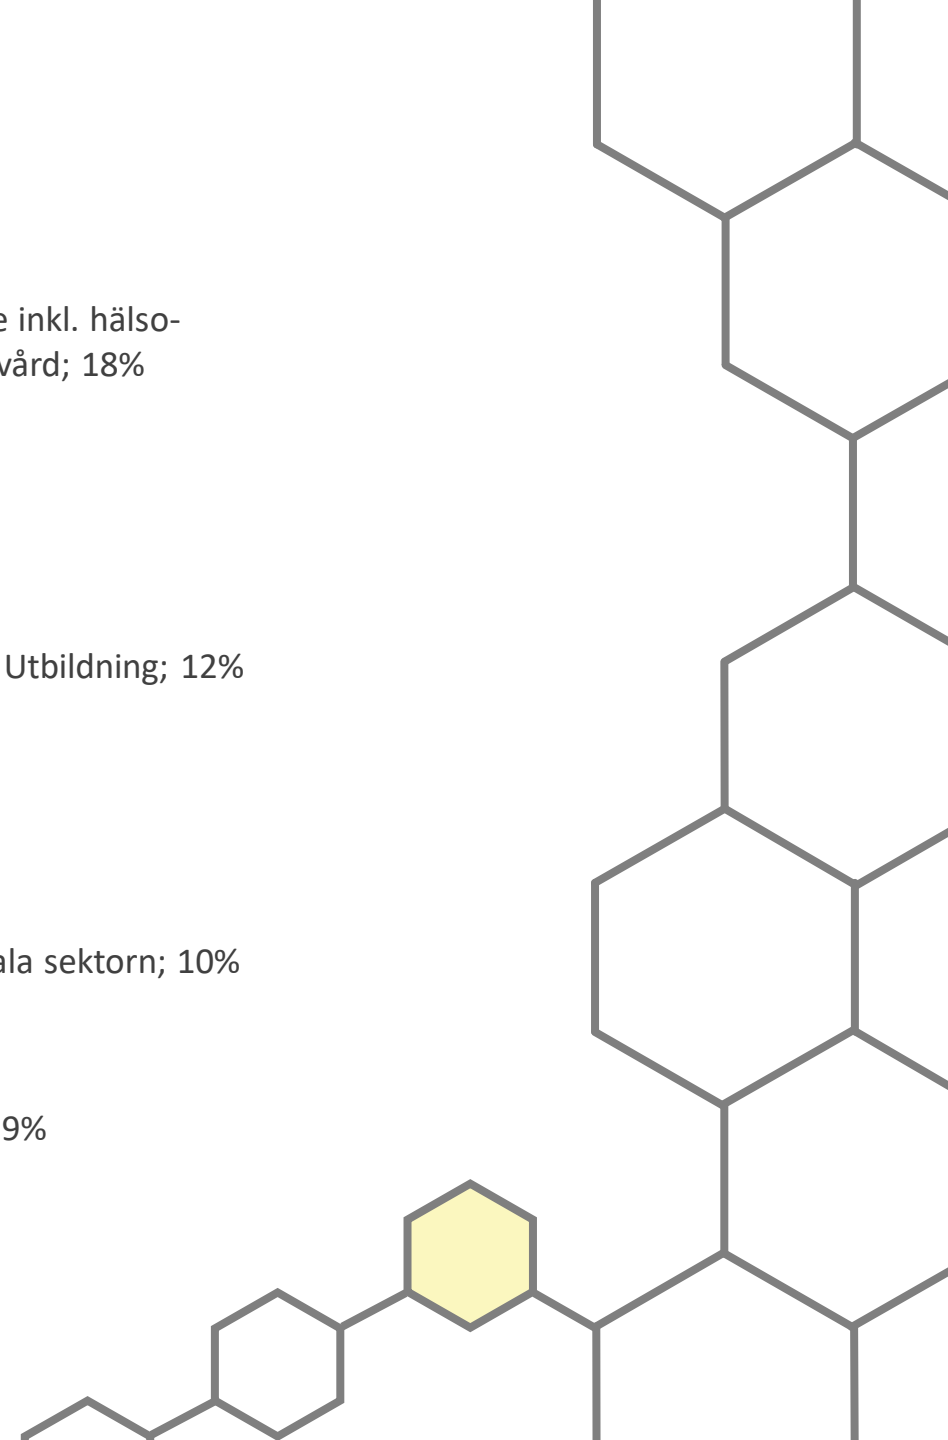 e inkl. hälso-
vård; 18%
Utbildning; 12%
ala sektorn; 10%
9%